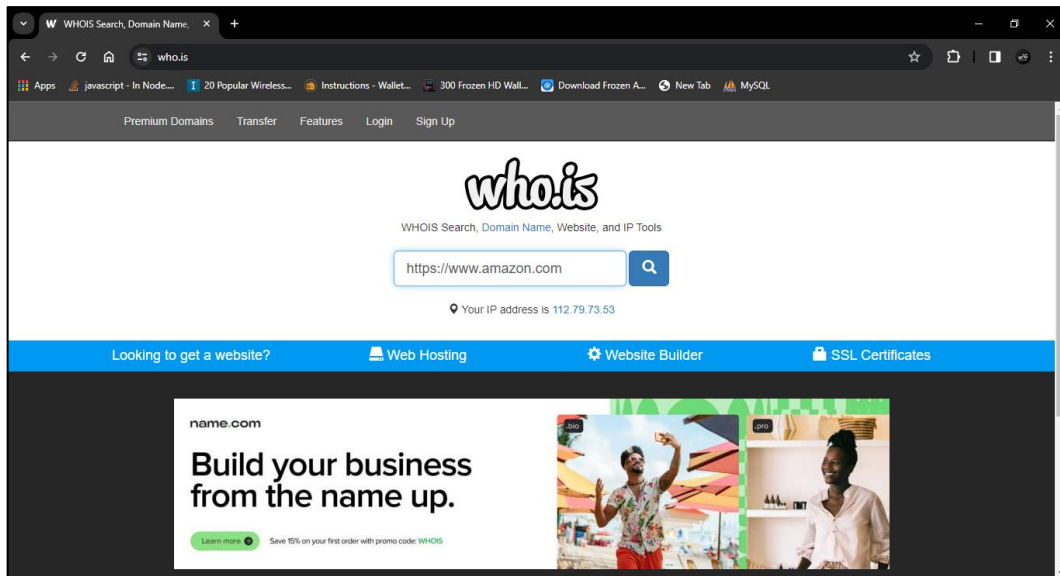 W WHOIS Search, Domain Name,
who.is
Apps javascript - In Node.... 20 Popular Wireless... Instructions - Wallet... 300 Frozen HD Wall... Download Frozen A... New Tab MySQL
Premium Domains Transfer Features Login Sign Up
who.is
WHOIS Search, Domain Name, Website, and IP Tools
https://www.amazon.com
Your IP address is 112.79.73.53
Looking to get a website? Web Hosting Website Builder SSL Certificates
name.com
.bio .pro
Build your business
from the name up.
Learn more Save 15% on your first order with promo code: WHOIS